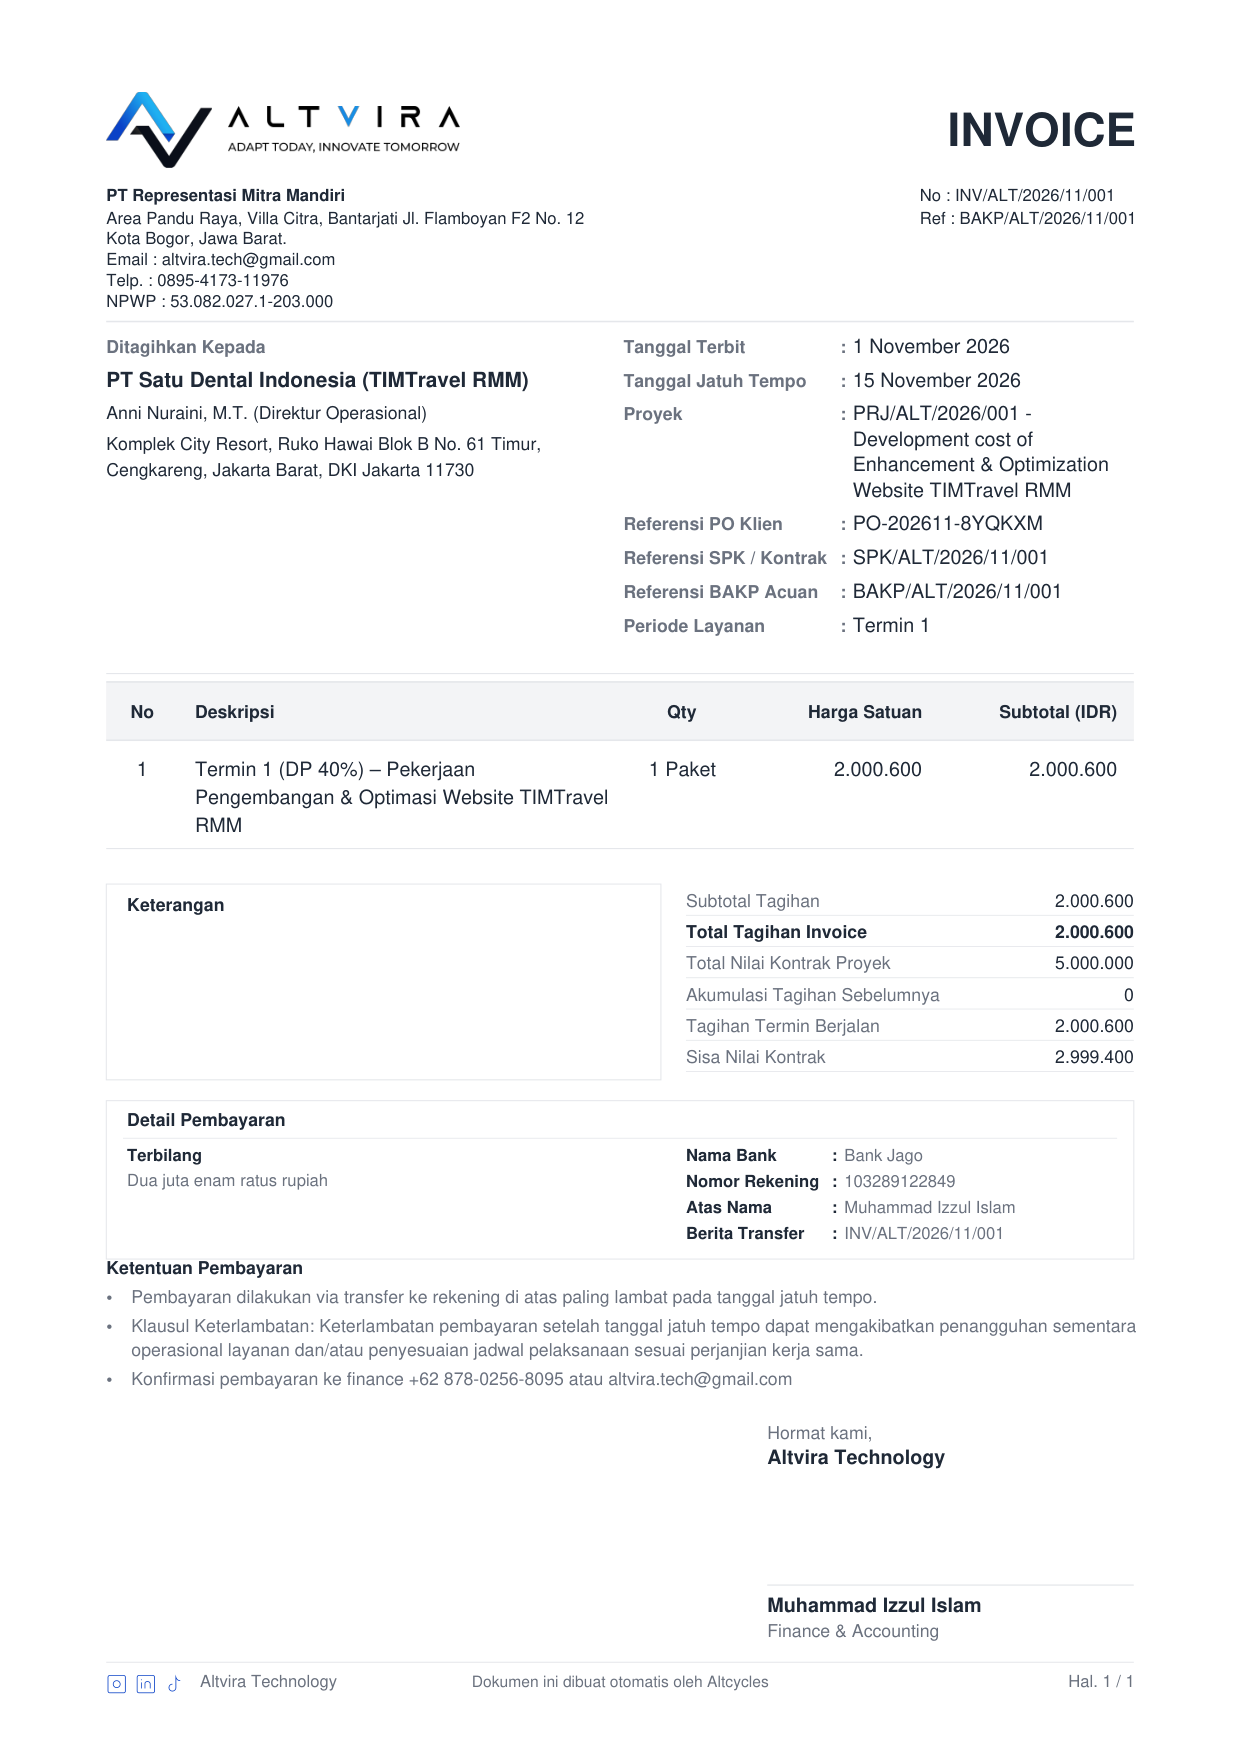 ALTVIRA
ADAPT TODAY, INNOVATE TOMORROW
INVOICE
PT Representasi Mitra Mandiri
Area Pandu Raya, Villa Citra, Bantarjati Jl. Flamboyan F2 No. 12
Kota Bogor, Jawa Barat.
Email : altvira.tech@gmail.com
Telp. : 0895-4173-11976
NPWP : 53.082.027.1-203.000
No : INV/ALT/2026/11/001
Ref : BAKP/ALT/2026/11/001
Ditagihkan Kepada
PT Satu Dental Indonesia (TIMTravel RMM)
Anni Nuraini, M.T. (Direktur Operasional)
Komplek City Resort, Ruko Hawai Blok B No. 61 Timur,
Cengkareng, Jakarta Barat, DKI Jakarta 11730
Tanggal Terbit : 1 November 2026
Tanggal Jatuh Tempo : 15 November 2026
Proyek : PRJ/ALT/2026/001 -
Development cost of
Enhancement & Optimization
Website TIMTravel RMM
Referensi PO Klien : PO-202611-8YQKXM
Referensi SPK / Kontrak : SPK/ALT/2026/11/001
Referensi BAKP Acuan : BAKP/ALT/2026/11/001
Periode Layanan : Termin 1
No Deskripsi Qty Harga Satuan Subtotal (IDR)
1 Termin 1 (DP 40%) – Pekerjaan 1 Paket 2.000.600 2.000.600
Pengembangan & Optimasi Website TIMTravel
RMM
Keterangan
Subtotal Tagihan 2.000.600
Total Tagihan Invoice 2.000.600
Total Nilai Kontrak Proyek 5.000.000
Akumulasi Tagihan Sebelumnya 0
Tagihan Termin Berjalan 2.000.600
Sisa Nilai Kontrak 2.999.400
Detail Pembayaran
Terbilang
Dua juta enam ratus rupiah
Nama Bank : Bank Jago
Nomor Rekening : 103289122849
Atas Nama : Muhammad Izzul Islam
Berita Transfer : INV/ALT/2026/11/001
Ketentuan Pembayaran
• Pembayaran dilakukan via transfer ke rekening di atas paling lambat pada tanggal jatuh tempo.
• Klausul Keterlambatan: Keterlambatan pembayaran setelah tanggal jatuh tempo dapat mengakibatkan penangguhan sementara
operasional layanan dan/atau penyesuaian jadwal pelaksanaan sesuai perjanjian kerja sama.
• Konfirmasi pembayaran ke finance +62 878-0256-8095 atau altvira.tech@gmail.com
Hormat kami,
Altvira Technology
Muhammad Izzul Islam
Finance & Accounting
Altvira Technology Dokumen ini dibuat otomatis oleh Altcycles Hal. 1 / 1